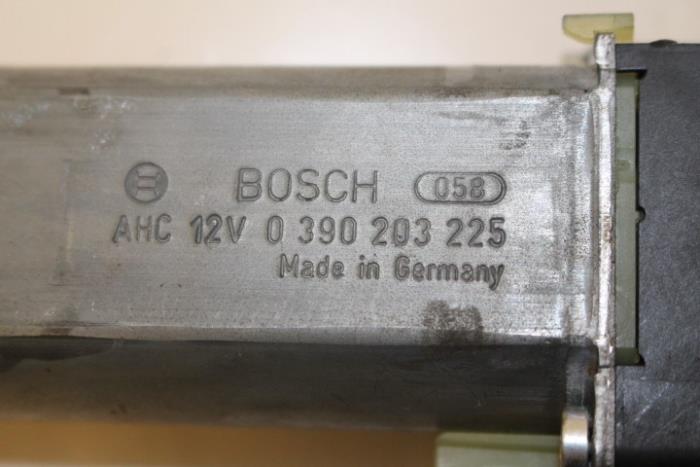 BOSCH 058
AHC 12V 0 390 203 225
Made in Germany